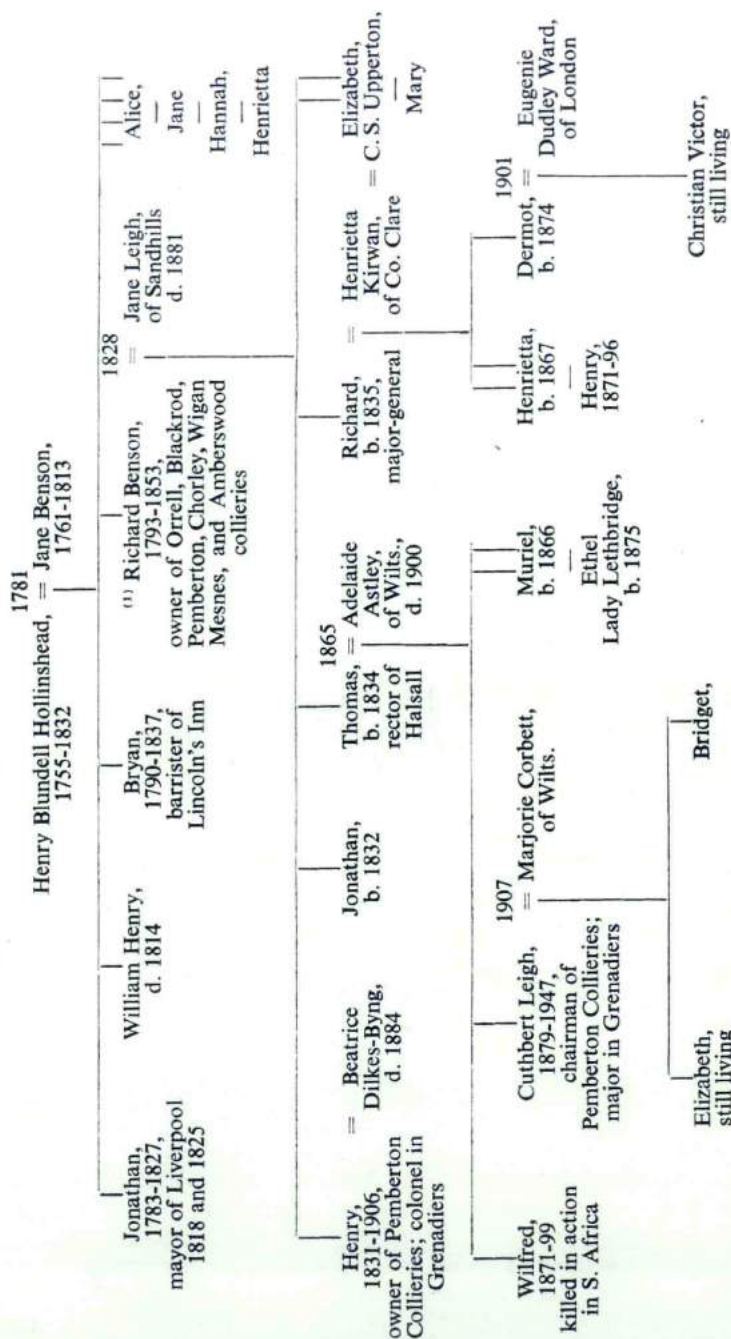 1781
Henry Blundell Hollinshead, = Jane Benson,
1755-1832
1761-1813
Jonathan,
1783-1827,
mayor of Liverpool
1818 and 1825
William Henry,
d. 1814
Bryan,
1790-1837,
barrister of
Lincoln's Inn
(1) Richard Benson,
1793-1853,
owner of Orrell, Blackrod,
Pemberton, Chorley, Wigan
Mesnes, and Amberswood
collieries
1828
=
Jane Leigh,
of Sandhills
d. 1881
Alice,
Jane
Hannah,
Henrietta
Henry,
1831-1906,
owner of Pemberton
Collieries; colonel in
Grenadiers
= Beatrice
Dilkes-Byng,
d. 1884
Jonathan,
b. 1832
Thomas,
b. 1834
rector of
Halsall
1865
= Adelaide
Astley,
of Wilts.,
d. 1900
Richard,
b. 1835,
major-general
= Henrietta
Kirwan,
of Co. Clare
Elizabeth,
= C. S. Upperton,
Mary
Wilfred,
1871-99
killed in action
in S. Africa
Cuthbert Leigh,
1879-1947,
chairman of
Pemberton Collieries;
major in Grenadiers
1907
= Marjorie Corbett,
of Wilts.
Muriel,
b. 1866
Ethel
Lady Lethbridge,
b. 1875
Henrietta,
b. 1867
Henry,
1871-96
Dermot,
b. 1874
1901
= Eugenie
Dudley Ward,
of London
Elizabeth,
still living
Bridget,
Christian Victor,
still living